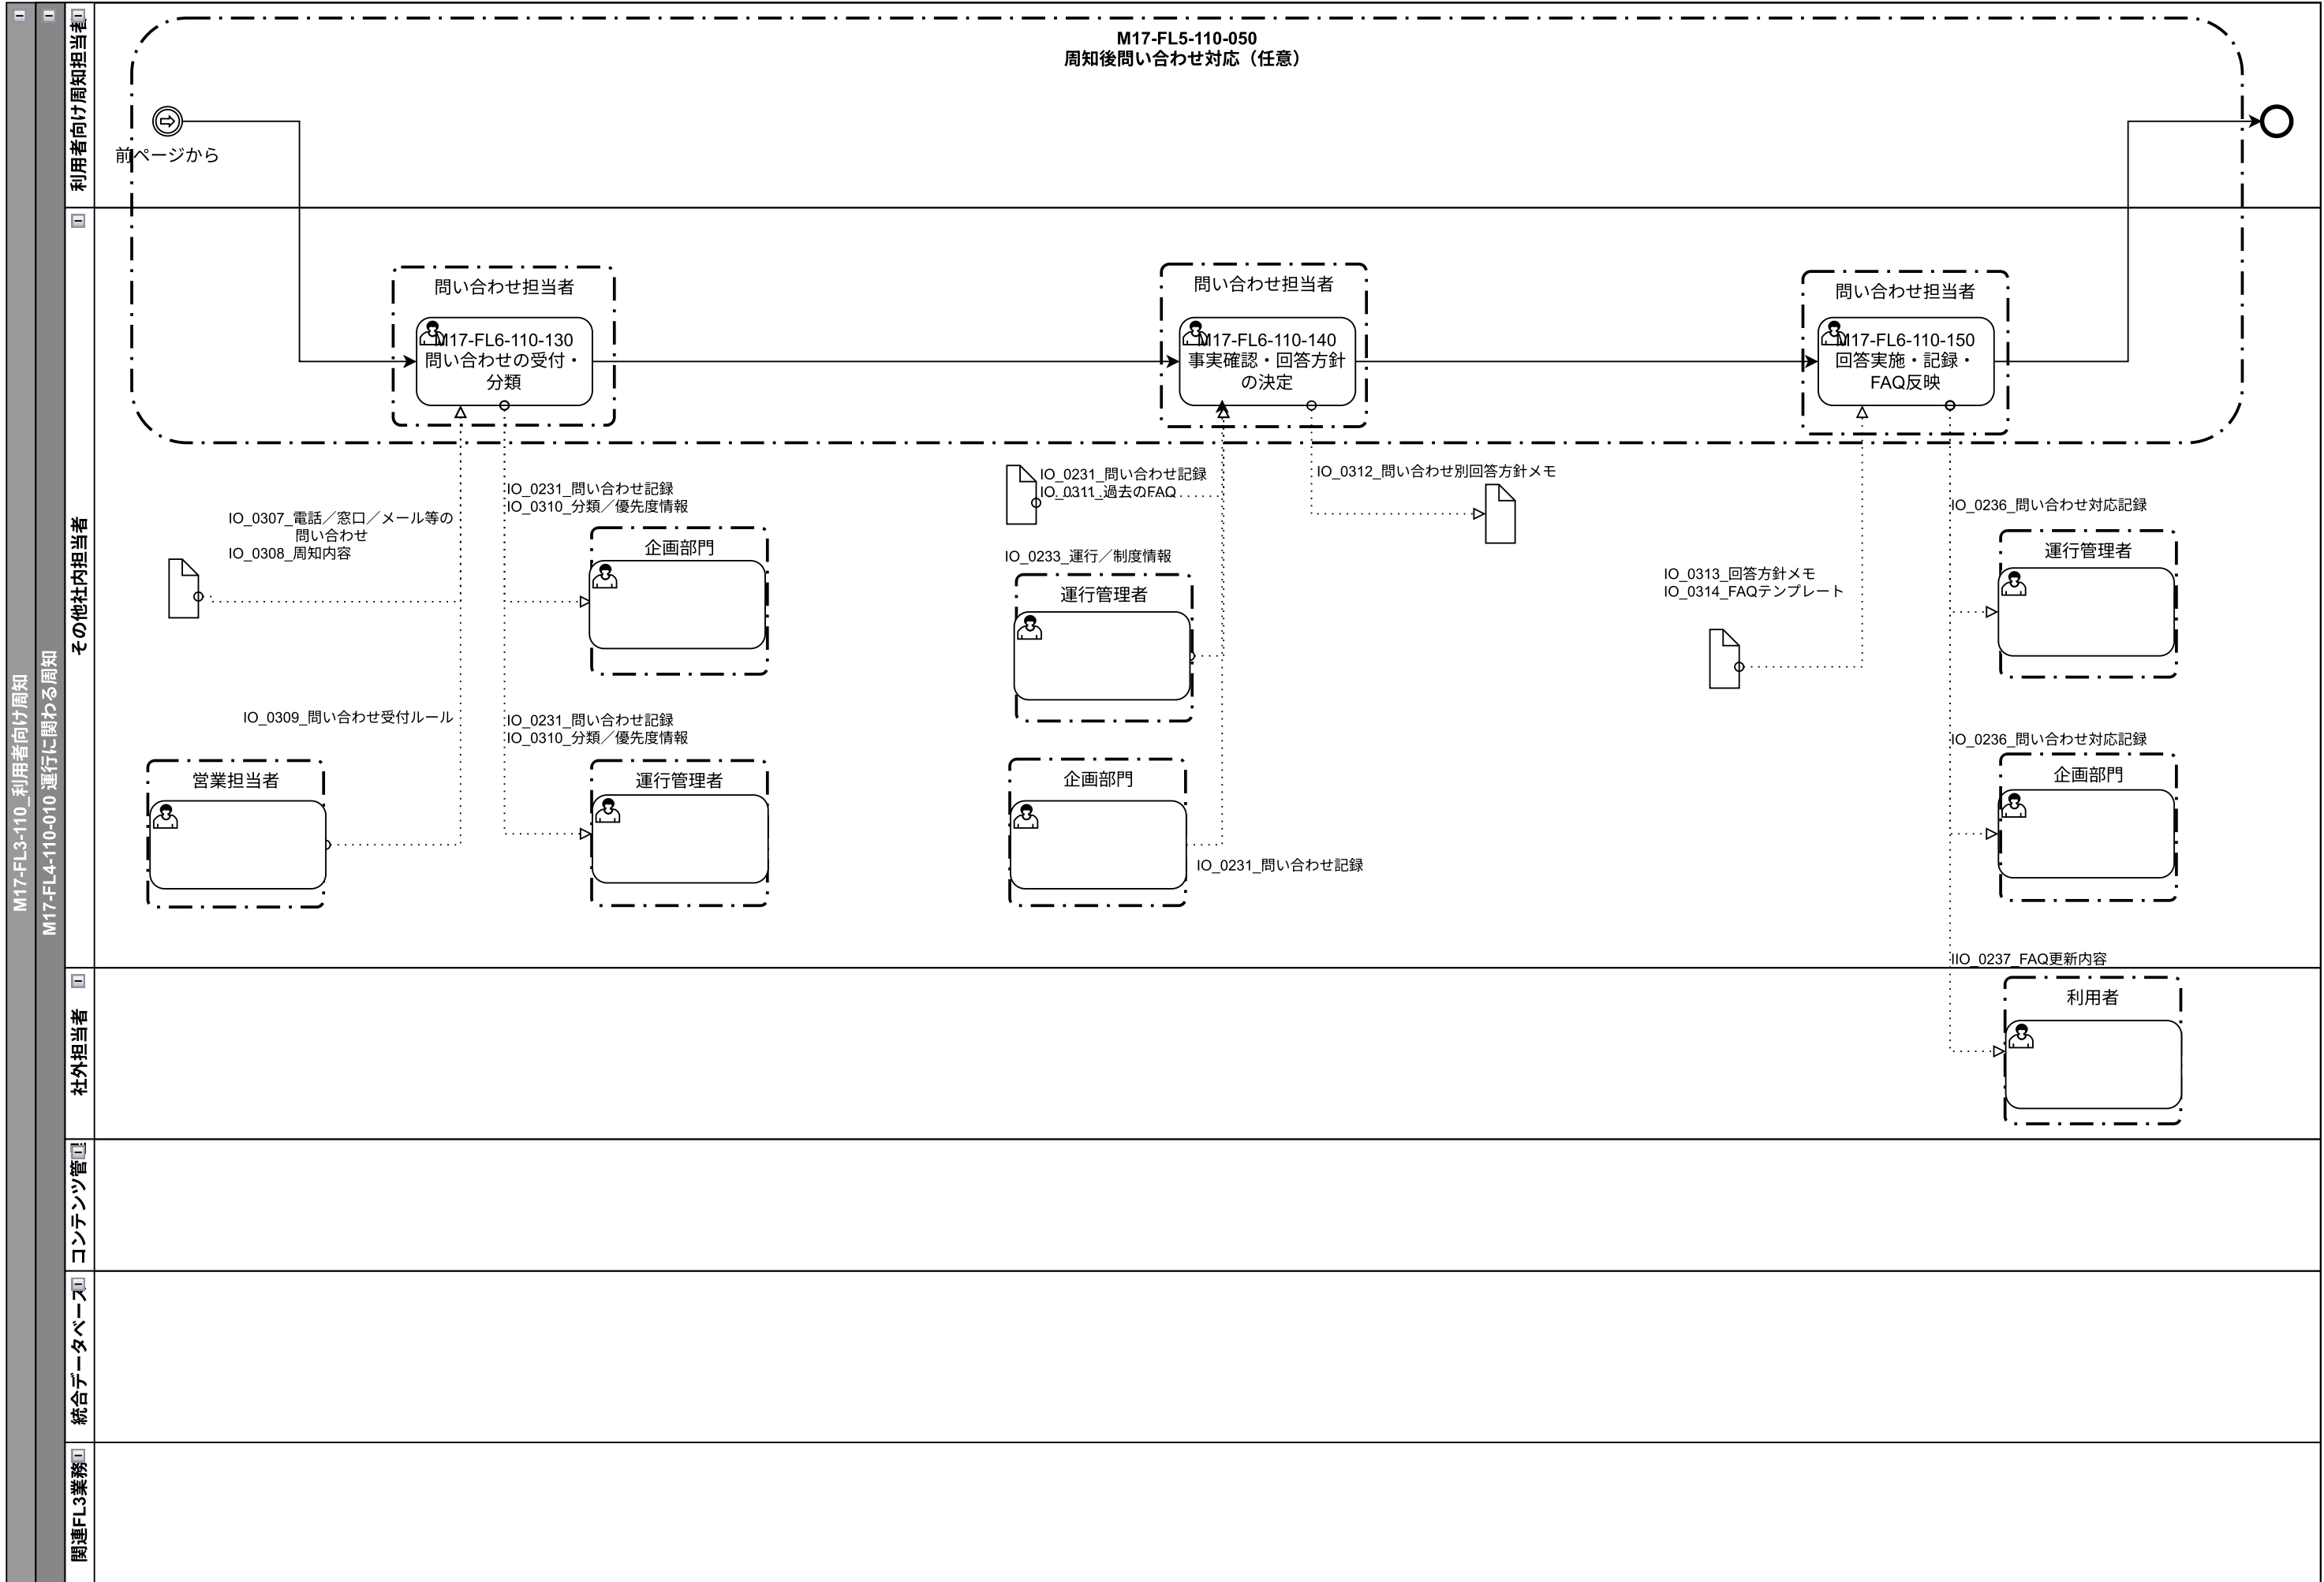 M17-FL3-110_利用者向け周知
M17-FL4-110-010 運行に関わる周知
利用者向け周知担当者
M17-FL5-110-050
周知後問い合わせ対応（任意）
前ページから
その他社内担当者
問い合わせ担当者
M17-FL6-110-130
問い合わせの受付・
分類
問い合わせ担当者
M17-FL6-110-140
事実確認・回答方針
の決定
問い合わせ担当者
M17-FL6-110-150
回答実施・記録・
FAQ反映
IO_0307_電話／窓口／メール等の
問い合わせ
IO_0308_周知内容
IO_0231_問い合わせ記録
IO_0310_分類／優先度情報
企画部門
IO_0309_問い合わせ受付ルール
営業担当者
IO_0231_問い合わせ記録
IO_0310_分類／優先度情報
運行管理者
IO_0231_問い合わせ記録
IO_0311_過去のFAQ
IO_0312_問い合わせ別回答方針メモ
IO_0233_運行／制度情報
運行管理者
企画部門
IO_0231_問い合わせ記録
IO_0313_回答方針メモ
IO_0314_FAQテンプレート
IO_0236_問い合わせ対応記録
運行管理者
IO_0236_問い合わせ対応記録
企画部門
IIO_0237_FAQ更新内容
社外担当者
利用者
コンテンツ管
統合データベース
関連FL3業務